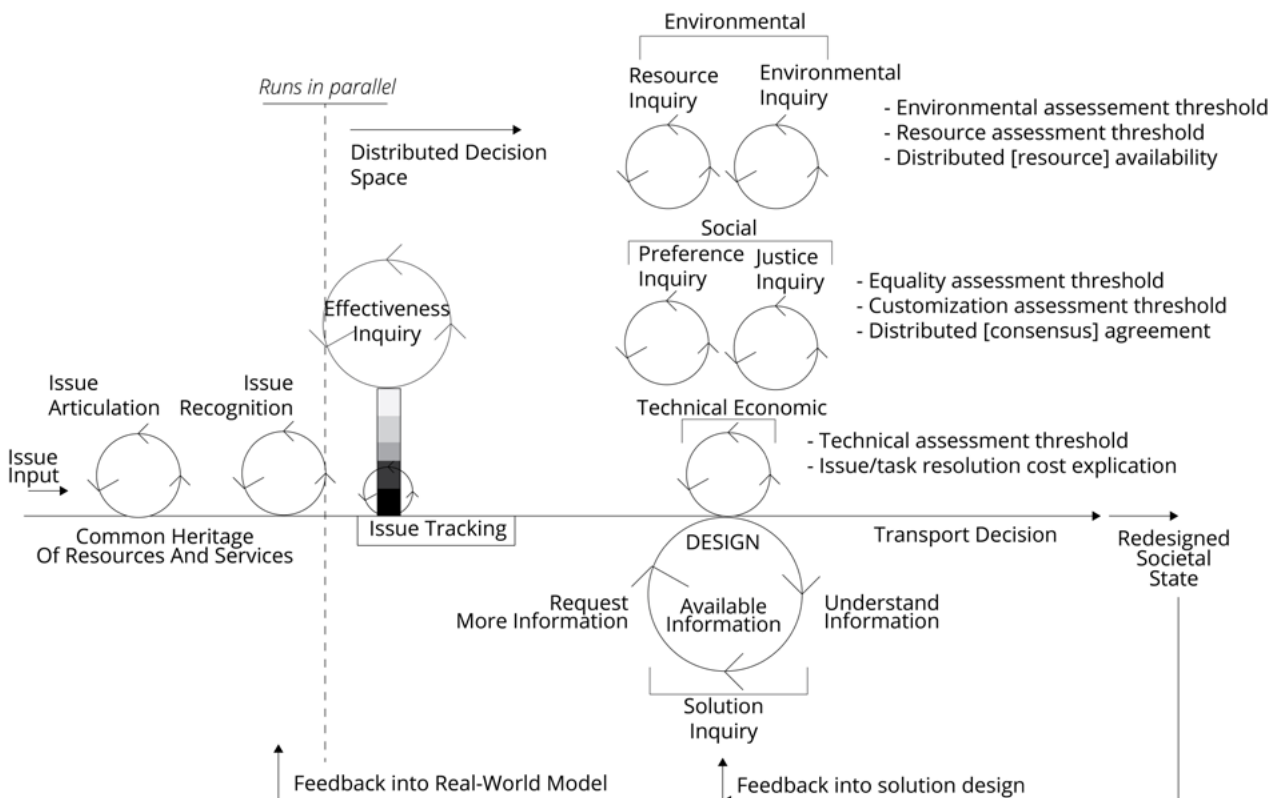 Environmental
Resource
Inquiry
Environmental
Inquiry
- Environmental assessement threshold
- Resource assessment threshold
- Distributed [resource] availability
Runs in parallel
Distributed Decision
Space
Social
Preference
Inquiry
Justice
Inquiry
- Equality assessment threshold
- Customization assessment threshold
- Distributed [consensus] agreement
Effectiveness
Inquiry
Issue
Articulation
Issue
Recognition
Technical Economic
- Technical assessment threshold
- Issue/task resolution cost explication
Issue
Input
Common Heritage
Of Resources And Services
Issue Tracking
DESIGN
Transport Decision
Redesigned
Societal
State
Request
More Information
Available
Information
Understand
Information
Solution
Inquiry
Feedback into Real-World Model
Feedback into solution design